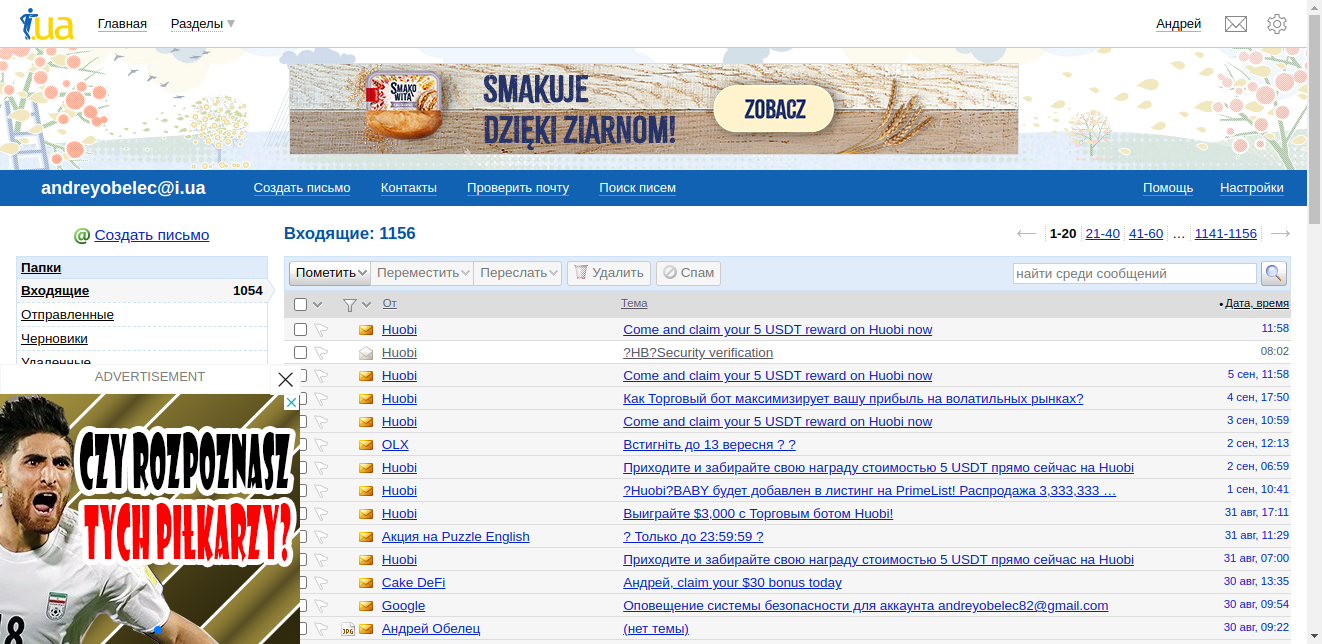 i.ua Главная Разделы Андрей
SMAKO WITA
SMAKUJE
DZIĘKI ZIARNOM!
ZOBACZ
andreyobelec@i.ua Создать письмо Контакты Проверить почту Поиск писем Помощь Настройки
@ Создать письмо
Входящие: 1156 1-20 21-40 41-60 … 1141-1156
Папки
Входящие 1054
Отправленные
Черновики
Удаленные
Пометить Переместить Переслать Удалить Спам найти среди сообщений
От Тема • Дата, время
Huobi Come and claim your 5 USDT reward on Huobi now 11:58
Huobi ?HB?Security verification 08:02
Huobi Come and claim your 5 USDT reward on Huobi now 5 сен, 11:58
Huobi Как Торговый бот максимизирует вашу прибыль на волатильных рынках? 4 сен, 17:50
Huobi Come and claim your 5 USDT reward on Huobi now 3 сен, 10:59
OLX Встигніть до 13 вересня ? ? 2 сен, 12:13
Huobi Приходите и забирайте свою награду стоимостью 5 USDT прямо сейчас на Huobi 2 сен, 06:59
Huobi ?Huobi?BABY будет добавлен в листинг на PrimeList! Распродажа 3,333,333 … 1 сен, 10:41
Huobi Выиграйте $3,000 с Торговым ботом Huobi! 31 авг, 17:11
Акция на Puzzle English ? Только до 23:59:59 ? 31 авг, 11:29
Huobi Приходите и забирайте свою награду стоимостью 5 USDT прямо сейчас на Huobi 31 авг, 07:00
Cake DeFi Андрей, claim your $30 bonus today 30 авг, 13:35
Google Оповещение системы безопасности для аккаунта andreyobelec82@gmail.com 30 авг, 09:54
JPG Андрей Обелец (нет темы) 30 авг, 09:22
ADVERTISEMENT
CZY ROZPOZNASZ
TYCH PIŁKARZY?
18